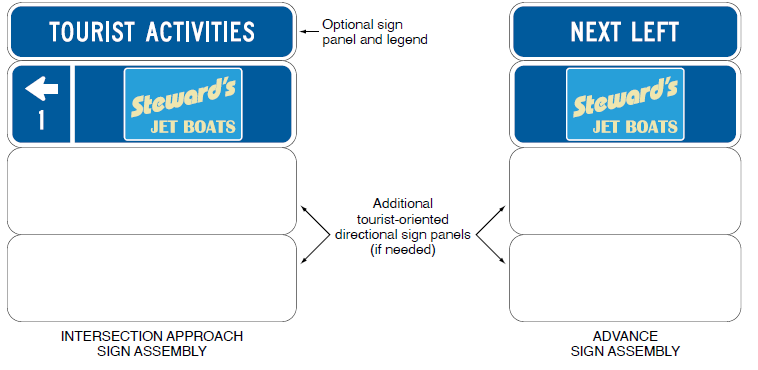 TOURIST ACTIVITIES
Optional sign
panel and legend
1
Steward's
JET BOATS
NEXT LEFT
Steward's
JET BOATS
Additional
tourist-oriented
directional sign panels
(if needed)
INTERSECTION APPROACH
SIGN ASSEMBLY
ADVANCE
SIGN ASSEMBLY